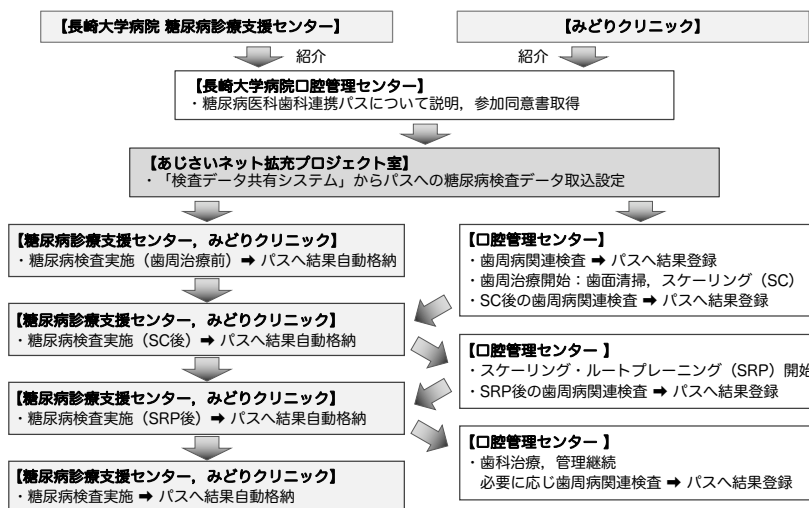 【長崎大学病院 糖尿病診療支援センター】
【みどりクリニック】
紹介
紹介
【長崎大学病院口腔管理センター】
・糖尿病医科歯科連携パスについて説明，参加同意書取得
【あじさいネット拡充プロジェクト室】
・「検査データ共有システム」からパスへの糖尿病検査データ取込設定
【糖尿病診療支援センター，みどりクリニック】
・糖尿病検査実施（歯周治療前）➡ パスへ結果自動格納
【口腔管理センター】
・歯周病関連検査 ➡ パスへ結果登録
・歯周治療開始：歯面清掃，スケーリング（SC）
・SC後の歯周病関連検査 ➡ パスへ結果登録
【糖尿病診療支援センター，みどりクリニック】
・糖尿病検査実施（SC後）➡ パスへ結果自動格納
【口腔管理センター 】
・スケーリング・ルートプレーニング（SRP）開始
・SRP後の歯周病関連検査 ➡ パスへ結果登録
【糖尿病診療支援センター，みどりクリニック】
・糖尿病検査実施（SRP後）➡ パスへ結果自動格納
【口腔管理センター 】
・歯科治療，管理継続
必要に応じ歯周病関連検査 ➡ パスへ結果登録
【糖尿病診療支援センター，みどりクリニック】
・糖尿病検査実施 ➡ パスへ結果自動格納